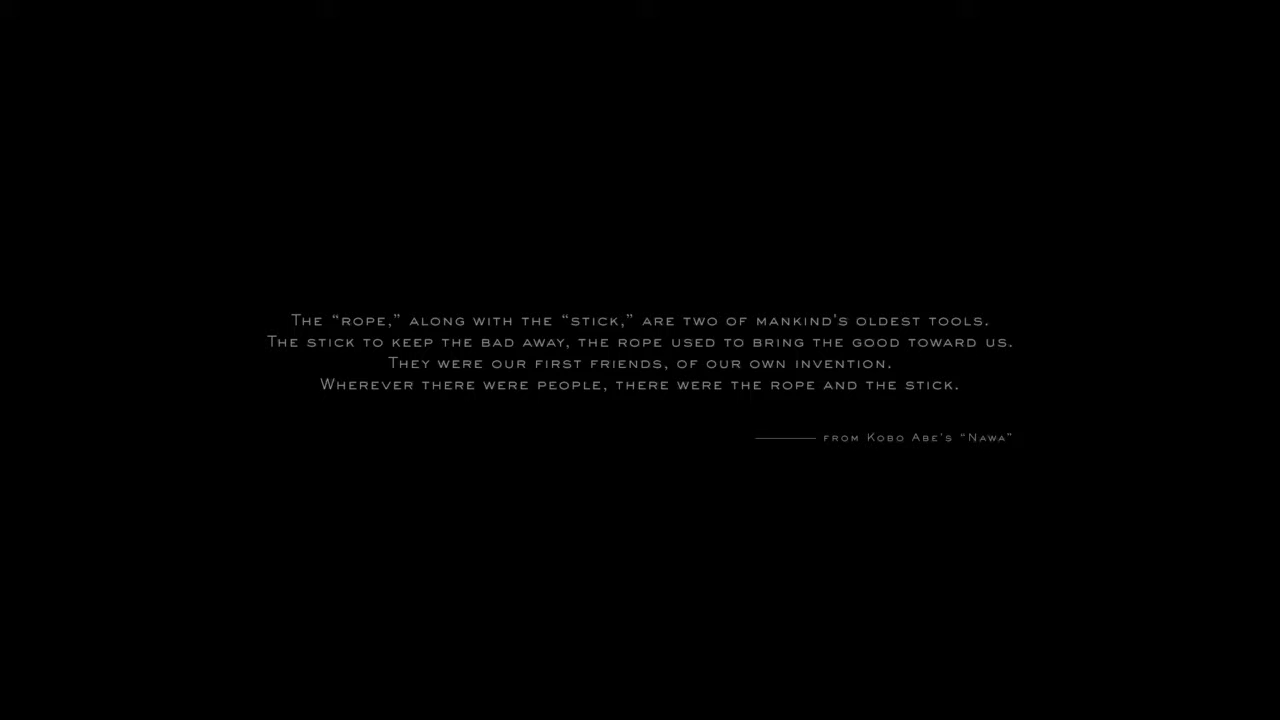 The “rope,” along with the “stick,” are two of mankind's oldest tools.
The stick to keep the bad away, the rope used to bring the good toward us.
They were our first friends, of our own invention.
Wherever there were people, there were the rope and the stick.
——— from Kobo Abe's “Nawa”